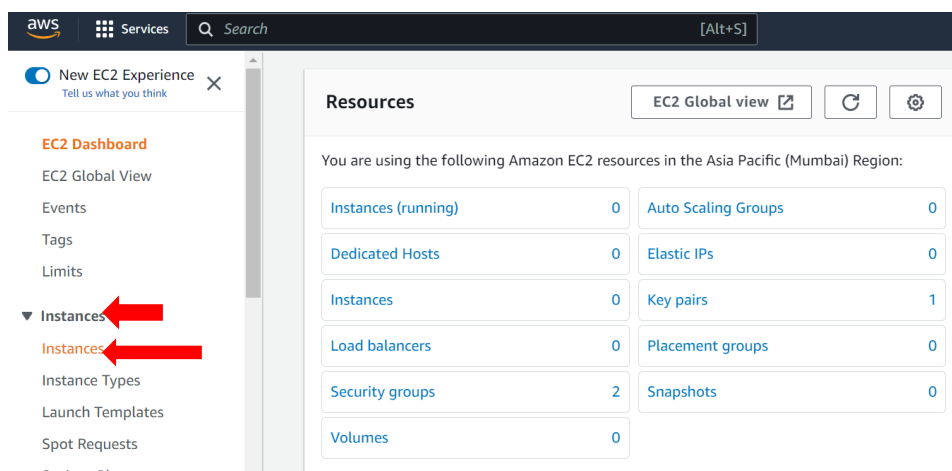 aws
Services
Search [Alt+S]
New EC2 Experience
Tell us what you think
EC2 Dashboard
EC2 Global View
Events
Tags
Limits
Instances
Instances
Instance Types
Launch Templates
Spot Requests
Resources
EC2 Global view
You are using the following Amazon EC2 resources in the Asia Pacific (Mumbai) Region:
Instances (running) 0
Auto Scaling Groups 0
Dedicated Hosts 0
Elastic IPs 0
Instances 0
Key pairs 1
Load balancers 0
Placement groups 0
Security groups 2
Snapshots 0
Volumes 0